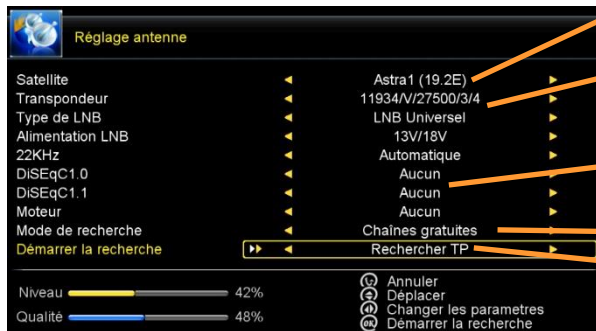 Réglage antenne
Satellite Astra1 (19.2E)
Transpondeur 11934/V/27500/3/4
Type de LNB LNB Universel
Alimentation LNB 13V/18V
22KHz Automatique
DiSEqC1.0 Aucun
DiSEqC1.1 Aucun
Moteur Aucun
Mode de recherche Chaînes gratuites
Démarrer la recherche Rechercher TP
Niveau 42%
Qualité 48%
Annuler
Déplacer
Changer les parametres
OK Démarrer la recherche